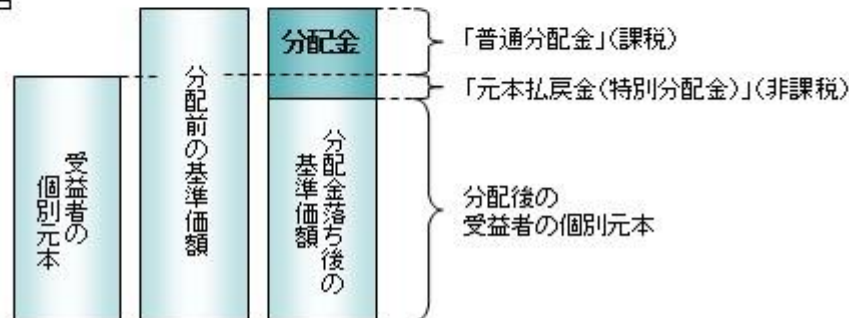 分配金
「普通分配金」(課税)
「元本払戻金(特別分配金)」(非課税)
受益者の
個別元本
分配前の基準価額
分配金落ち後の
基準価額
分配後の
受益者の個別元本